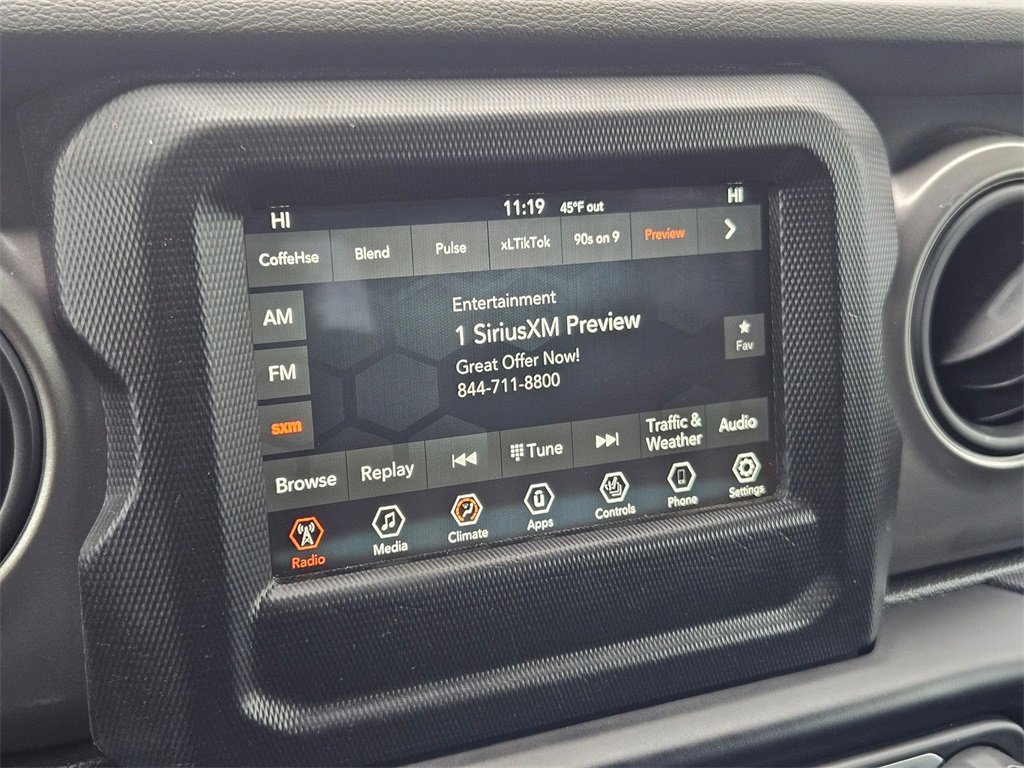 HI 11:19 45°F out HI
CoffeHse Blend Pulse xLTikTok 90s on 9 Preview
AM
FM
sxm
Entertainment
1 SiriusXM Preview
Great Offer Now!
844-711-8800
Fav
Browse Replay Tune Traffic & Weather Audio
Radio Media Climate Apps Controls Phone Settings